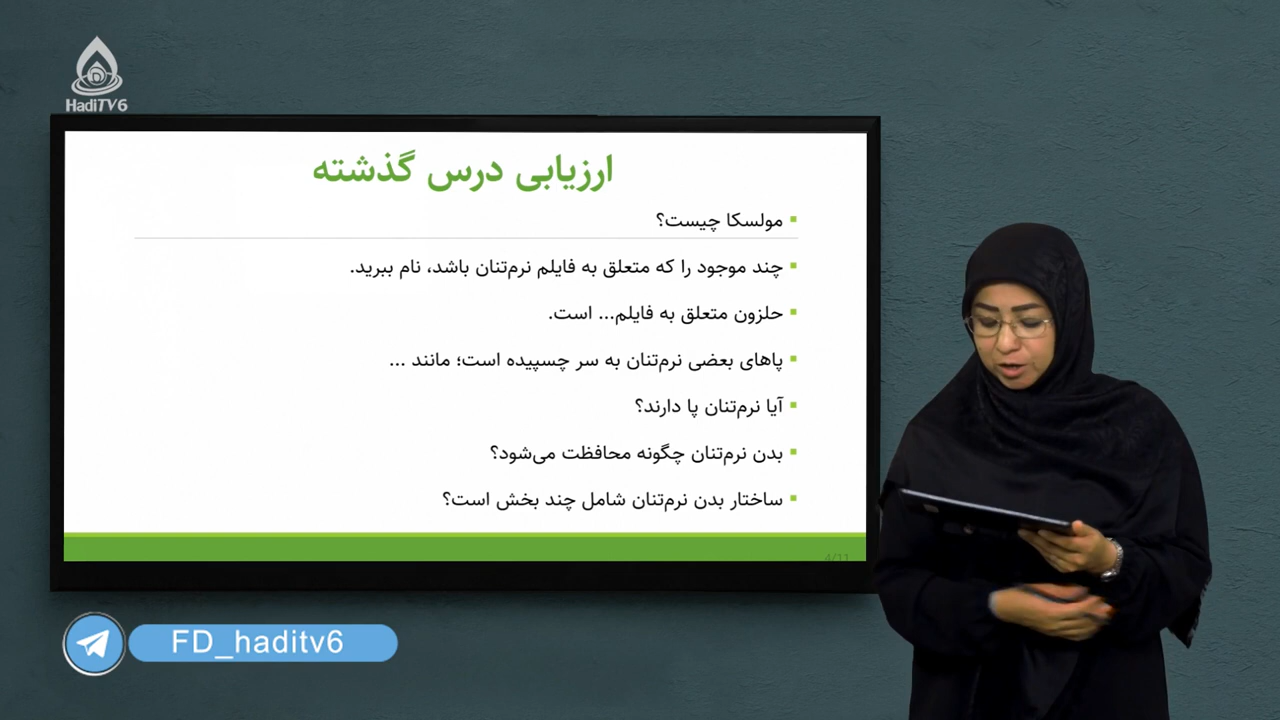 HadiTV6
ارزیابی درس گذشته
مولسکا چیست؟
چند موجود را که متعلق به فایلم نرم‌تنان باشد، نام ببرید.
حلزون متعلق به فایلم... است.
پاهای بعضی نرم‌تنان به سر چسپیده است؛ مانند ...
آیا نرم‌تنان پا دارند؟
بدن نرم‌تنان چگونه محافظت می‌شود؟
ساختار بدن نرم‌تنان شامل چند بخش است؟
4/11
FD_haditv6